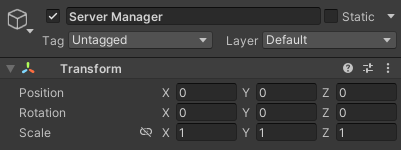 Server Manager Static
Tag Untagged Layer Default
Transform
Position X 0 Y 0 Z 0
Rotation X 0 Y 0 Z 0
Scale X 1 Y 1 Z 1